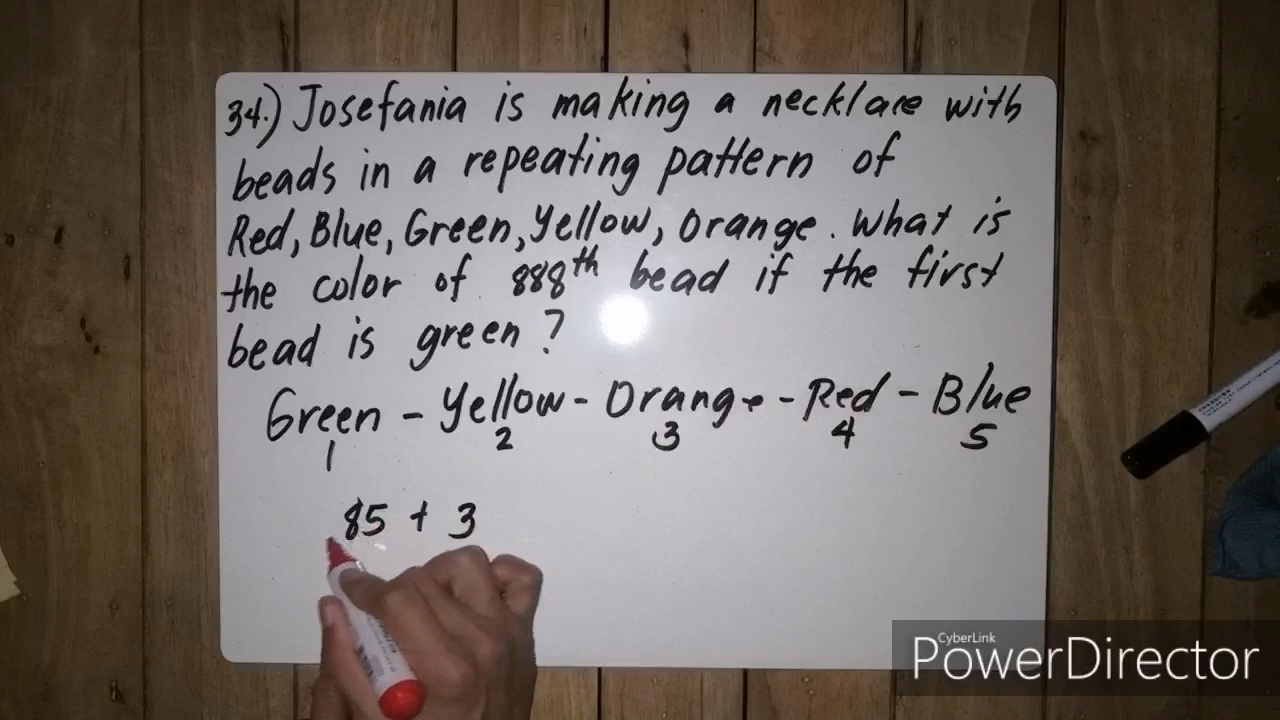 34.) Josefania is making a necklace with
beads in a repeating pattern of
Red, Blue, Green, Yellow, Orange. What is
the color of 888th bead if the first
bead is green?
Green - Yellow - Orange - Red - Blue
1 2 3 4 5
85 + 3
CyberLink
PowerDirector